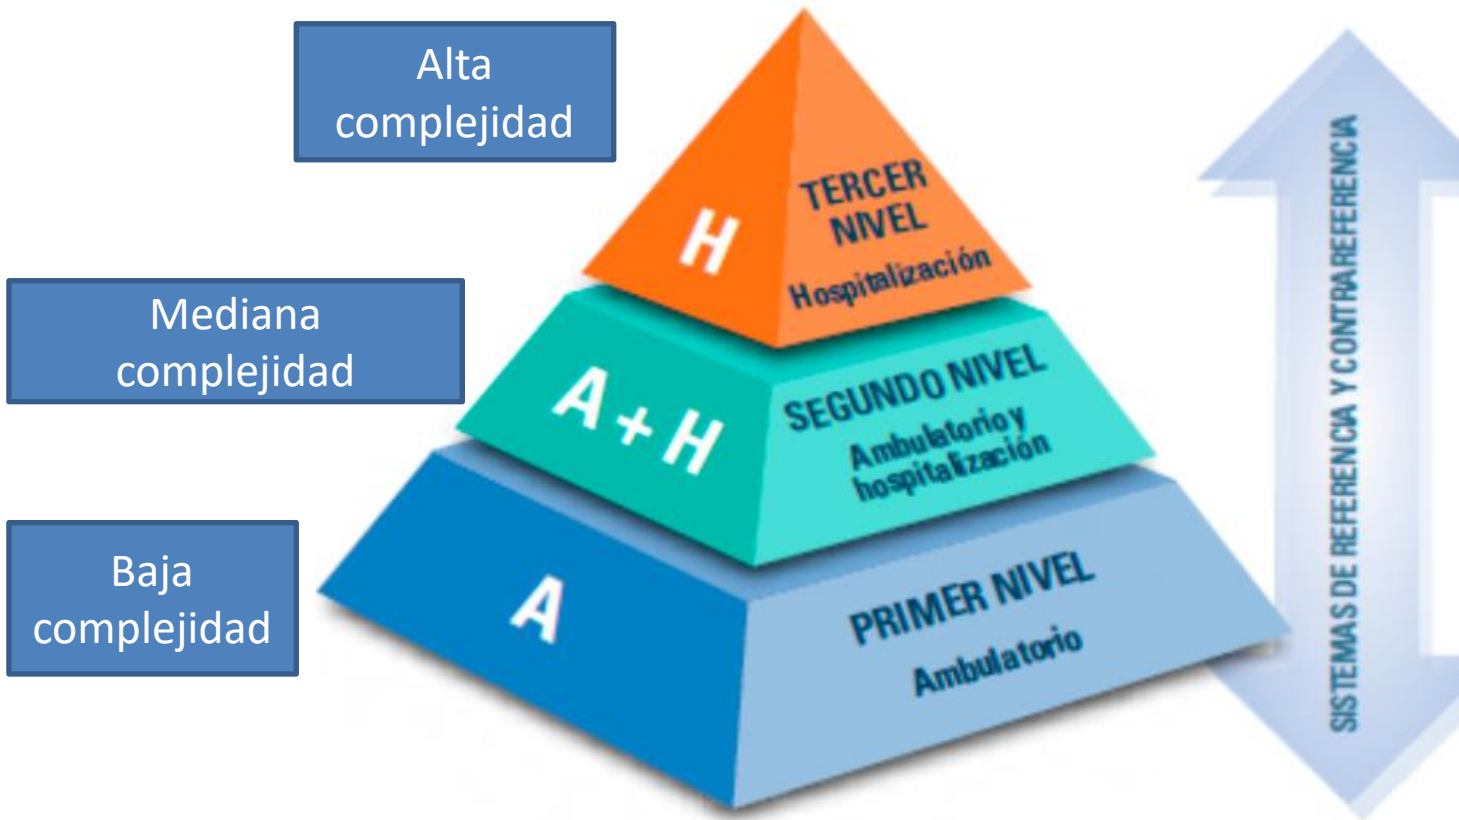 Alta
complejidad
TERCER
NIVEL
Hospitalización
H
Mediana
complejidad
SEGUNDO NIVEL
Ambulatorio y
hospitalización
A + H
Baja
complejidad
PRIMER NIVEL
Ambulatorio
A
SISTEMAS DE REFERENCIA Y CONTRAREFERENCIA